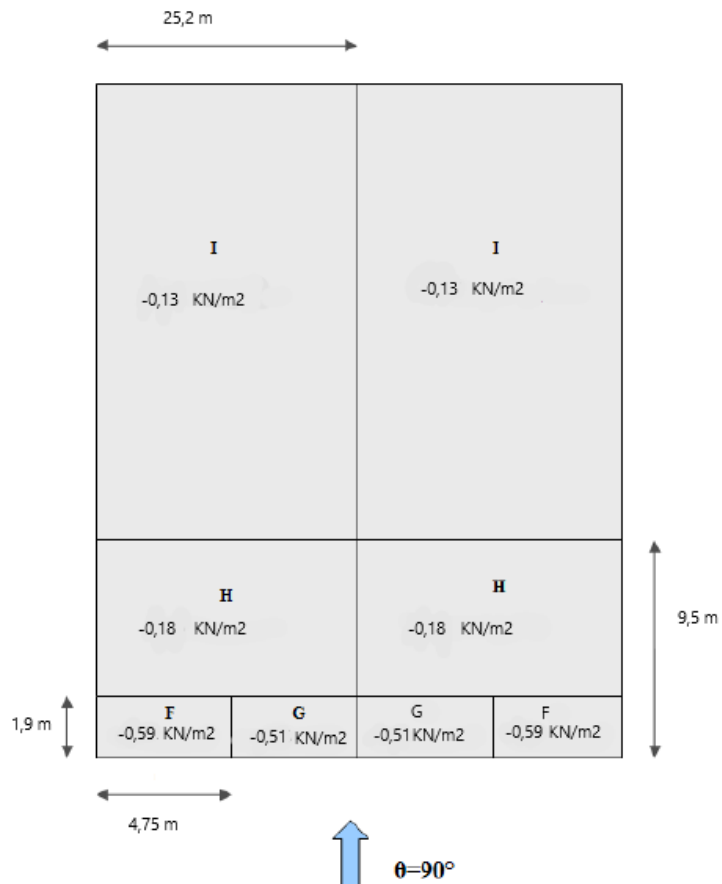 25,2 m
I
I
-0,13 KN/m2
-0,13 KN/m2
H
H
-0,18 KN/m2
-0,18 KN/m2
9,5 m
1,9 m
F
G
G
F
-0,59. KN/m2
-0,51 KN/m2
-0,51KN/m2
-0,59 KN/m2
4,75 m
θ=90°